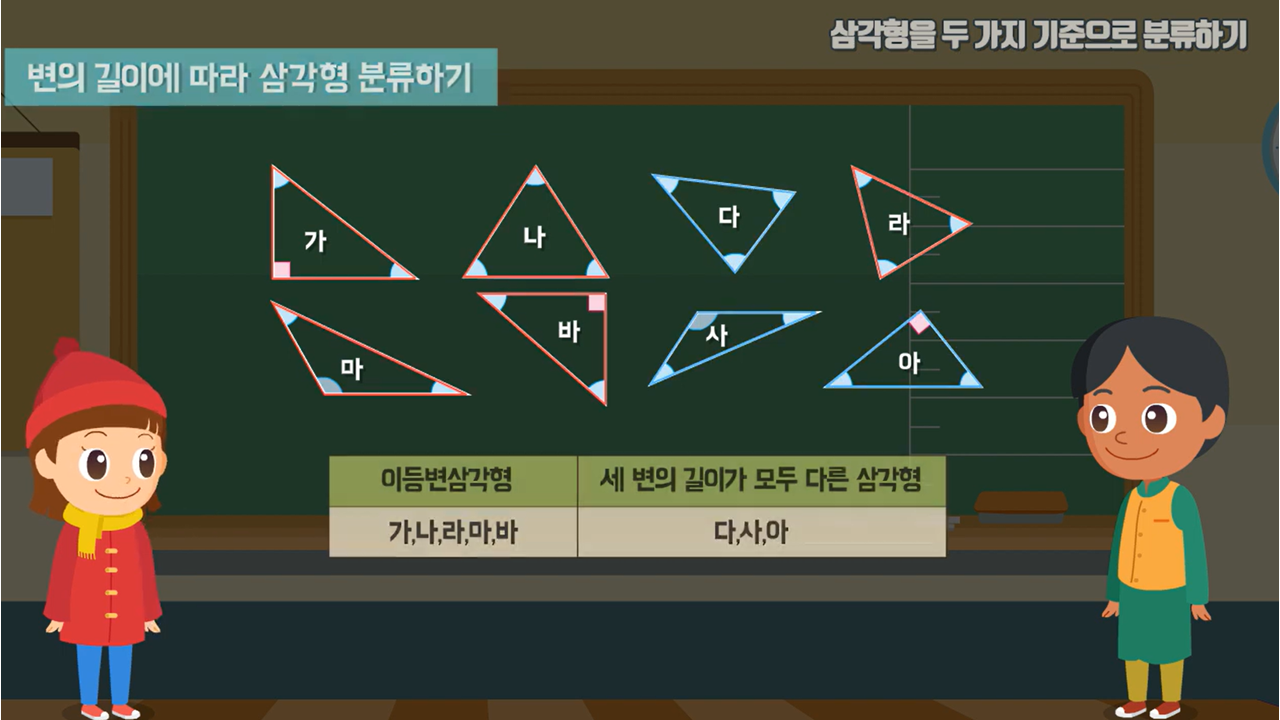 삼각형을 두 가지 기준으로 분류하기
변의 길이에 따라 삼각형 분류하기
가
나
다
라
마
바
사
아
이등변삼각형
세 변의 길이가 모두 다른 삼각형
가,나,라,마,바
다,사,아